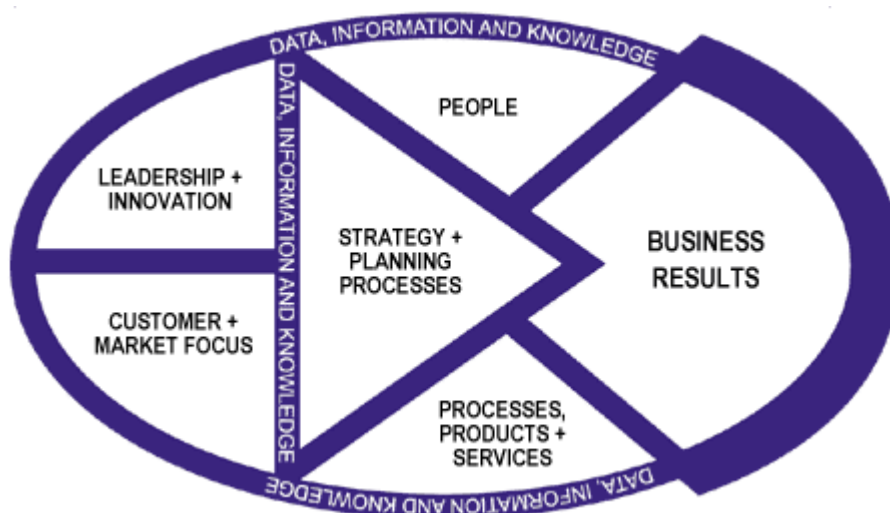 DATA, INFORMATION AND KNOWLEDGE
PEOPLE
LEADERSHIP +
INNOVATION
DATA, INFORMATION AND KNOWLEDGE
STRATEGY +
PLANNING
PROCESSES
BUSINESS
RESULTS
CUSTOMER +
MARKET FOCUS
PROCESSES,
PRODUCTS +
SERVICES
DATA, INFORMATION AND KNOWLEDGE